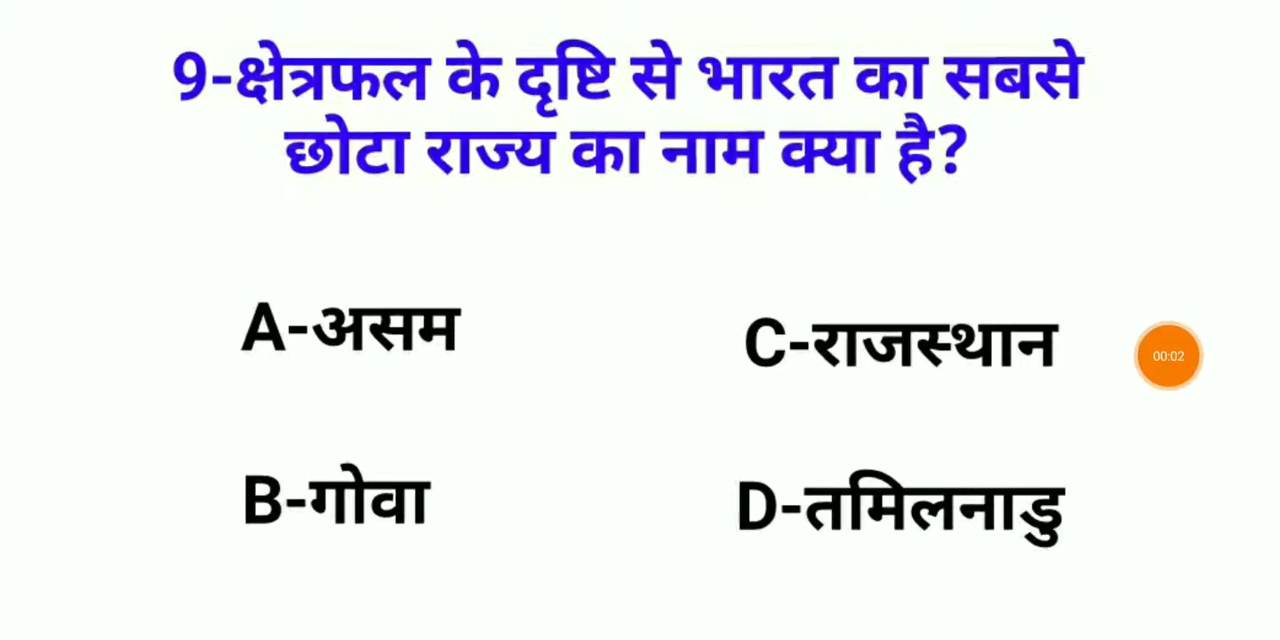 9-क्षेत्रफल के दृष्टि से भारत का सबसे
छोटा राज्य का नाम क्या है?
A-असम
C-राजस्थान
00:02
B-गोवा
D-तमिलनाडु